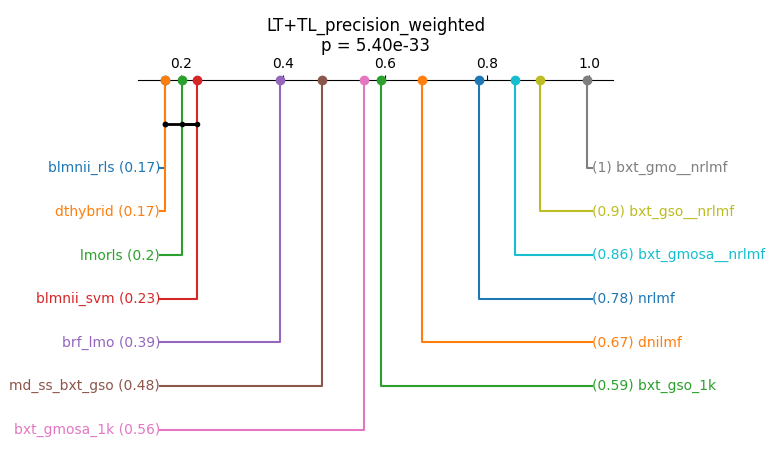 LT+TL_precision_weighted
p = 5.40e-33
0.2 0.4 0.6 0.8 1.0
blmnii_rls (0.17) (1) bxt_gmo__nrlmf
dthybrid (0.17) (0.9) bxt_gso__nrlmf
lmorls (0.2) (0.86) bxt_gmosa__nrlmf
blmnii_svm (0.23) (0.78) nrlmf
brf_lmo (0.39) (0.67) dnilmf
md_ss_bxt_gso (0.48) (0.59) bxt_gso_1k
bxt_gmosa_1k (0.56)